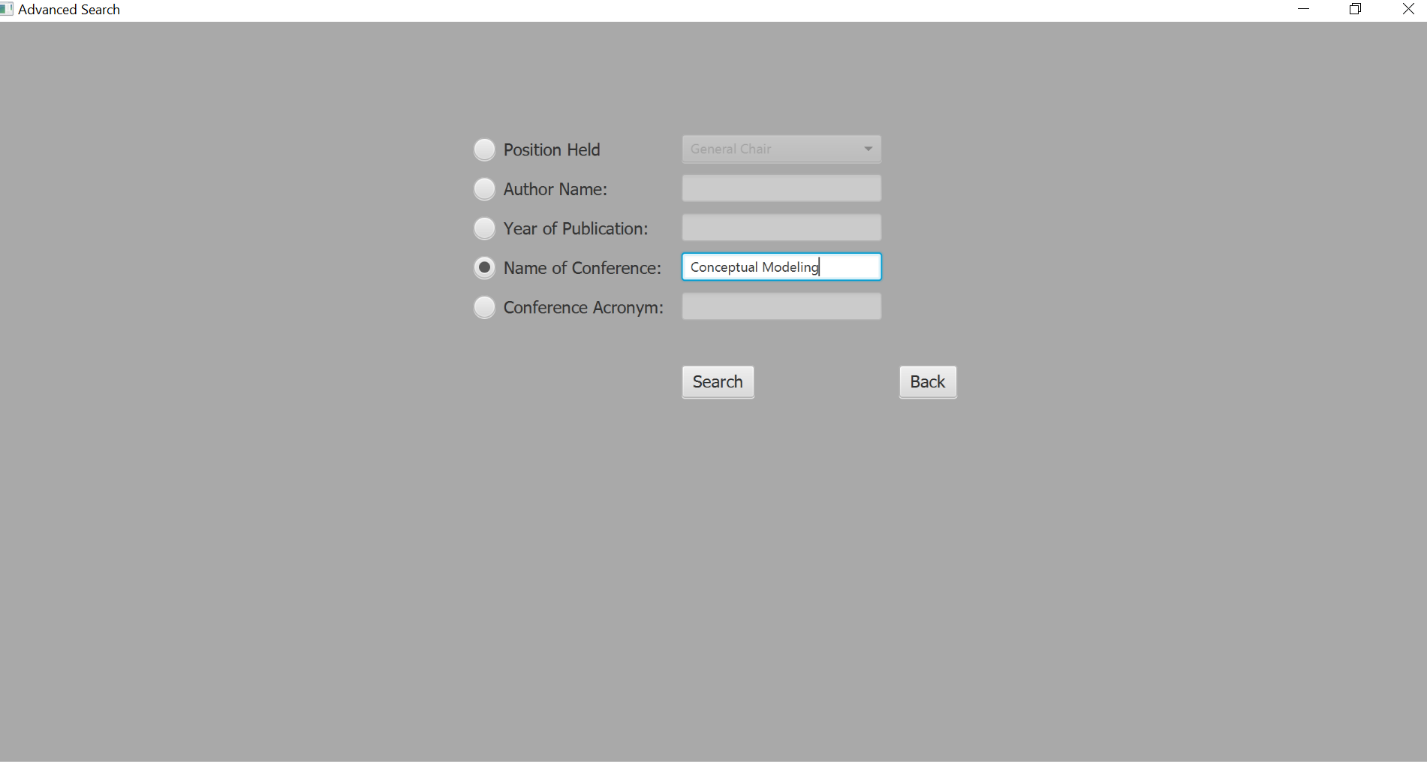 Advanced Search
Position Held General Chair
Author Name:
Year of Publication:
Name of Conference: Conceptual Modeling
Conference Acronym:
Search Back